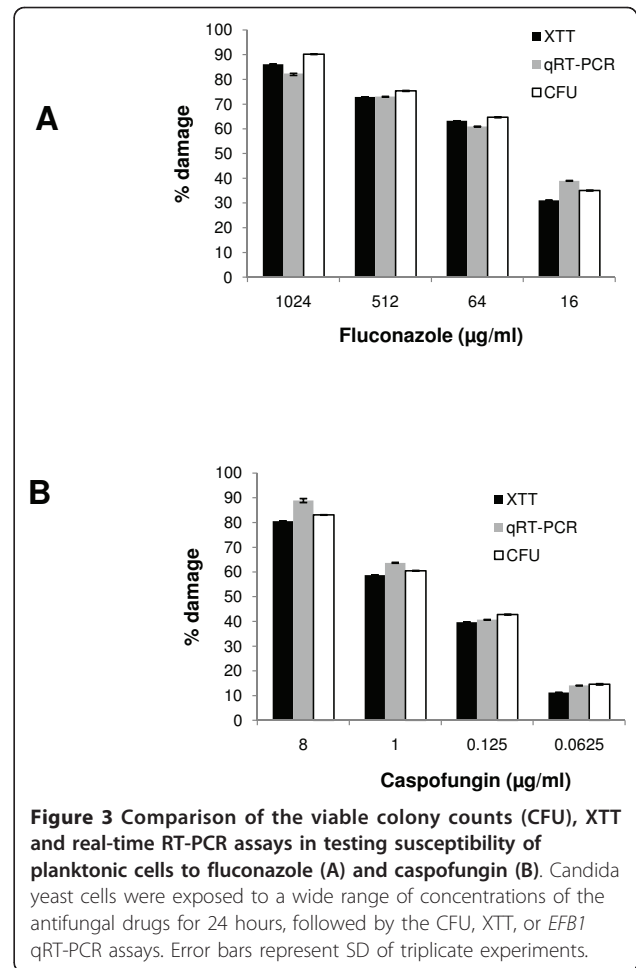 A
% damage
100
90
80
70
60
50
40
30
20
10
0
XTT
qRT-PCR
CFU
1024 512 64 16
Fluconazole (µg/ml)
B
% damage
100
90
80
70
60
50
40
30
20
10
0
XTT
qRT-PCR
CFU
8 1 0.125 0.0625
Caspofungin (µg/ml)
Figure 3 Comparison of the viable colony counts (CFU), XTT
and real-time RT-PCR assays in testing susceptibility of
planktonic cells to fluconazole (A) and caspofungin (B). Candida
yeast cells were exposed to a wide range of concentrations of the
antifungal drugs for 24 hours, followed by the CFU, XTT, or EFB1
qRT-PCR assays. Error bars represent SD of triplicate experiments.